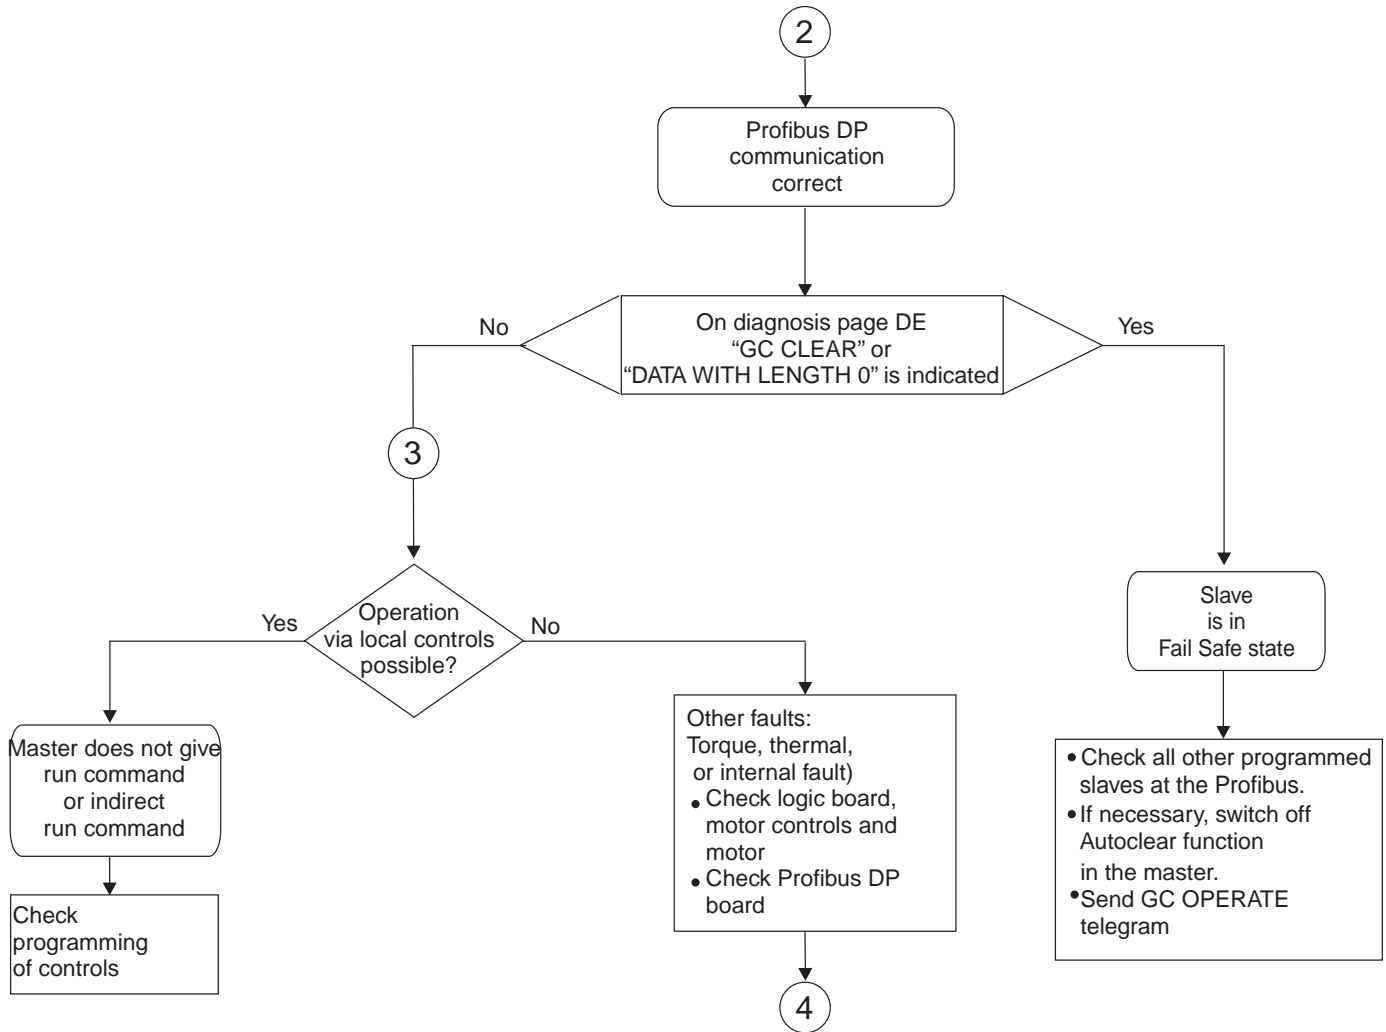 2
Profibus DP
communication
correct
No
On diagnosis page DE
“GC CLEAR” or
“DATA WITH LENGTH 0” is indicated
Yes
3
Yes
Operation
via local controls
possible?
No
Slave
is in
Fail Safe state
Master does not give
run command
or indirect
run command
Other faults:
Torque, thermal,
or internal fault)
• Check logic board,
motor controls and
motor
• Check Profibus DP
board
• Check all other programmed
slaves at the Profibus.
• If necessary, switch off
Autoclear function
in the master.
• Send GC OPERATE
telegram
Check
programming
of controls
4